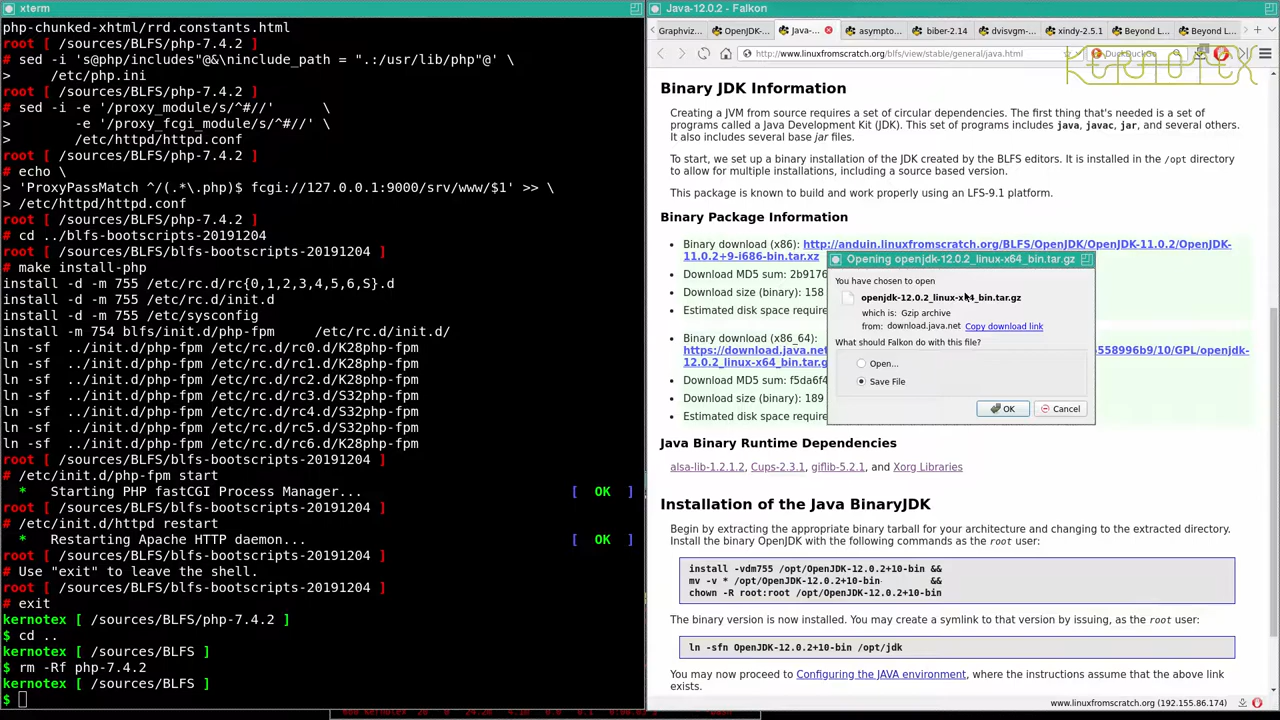 xterm
php-chunked-xhtml/rrd.constants.html
root [ /sources/BLFS/php-7.4.2 ]
# sed -i 's@php/includes"@&\ninclude_path = ".:/usr/lib/php"@' \
>     /etc/php.ini
root [ /sources/BLFS/php-7.4.2 ]
# sed -i -e '/proxy_module/s/^#//'      \
>        -e '/proxy_fcgi_module/s/^#//' \
>        /etc/httpd/httpd.conf
root [ /sources/BLFS/php-7.4.2 ]
# echo \
> 'ProxyPassMatch ^/(.*\.php)$ fcgi://127.0.0.1:9000/srv/www/$1' >> \
> /etc/httpd/httpd.conf
root [ /sources/BLFS/php-7.4.2 ]
# cd ../blfs-bootscripts-20191204
root [ /sources/BLFS/blfs-bootscripts-20191204 ]
# make install-php
install -d -m 755 /etc/rc.d/rc{0,1,2,3,4,5,6,S}.d
install -d -m 755 /etc/rc.d/init.d
install -d -m 755 /etc/sysconfig
install -m 754 blfs/init.d/php-fpm     /etc/rc.d/init.d/
ln -sf  ../init.d/php-fpm /etc/rc.d/rc0.d/K28php-fpm
ln -sf  ../init.d/php-fpm /etc/rc.d/rc1.d/K28php-fpm
ln -sf  ../init.d/php-fpm /etc/rc.d/rc2.d/K28php-fpm
ln -sf  ../init.d/php-fpm /etc/rc.d/rc3.d/S32php-fpm
ln -sf  ../init.d/php-fpm /etc/rc.d/rc4.d/S32php-fpm
ln -sf  ../init.d/php-fpm /etc/rc.d/rc5.d/S32php-fpm
ln -sf  ../init.d/php-fpm /etc/rc.d/rc6.d/K28php-fpm
root [ /sources/BLFS/blfs-bootscripts-20191204 ]
# /etc/init.d/php-fpm start
 *   Starting PHP fastCGI Process Manager...   [  OK  ]
root [ /sources/BLFS/blfs-bootscripts-20191204 ]
# /etc/init.d/httpd restart
 *   Restarting Apache HTTP daemon...   [  OK  ]
root [ /sources/BLFS/blfs-bootscripts-20191204 ]
# Use "exit" to leave the shell.
root [ /sources/BLFS/blfs-bootscripts-20191204 ]
# exit
kernotex [ /sources/BLFS/php-7.4.2 ]
$ cd ..
kernotex [ /sources/BLFS ]
$ rm -Rf php-7.4.2
kernotex [ /sources/BLFS ]
$
Java-12.0.2 - Falkon
Graphviz... OpenJDK-... Java-... asympto... biber-2.14 dvisvgm-... xindy-2.5.1 Beyond L... Beyond L...
http://www.linuxfromscratch.org/blfs/view/stable/general/java.html
KERNOTEX
Binary JDK Information
Creating a JVM from source requires a set of circular dependencies. The first thing that's needed is a set of
programs called a Java Development Kit (JDK). This set of programs includes java, javac, jar, and several others.
It also includes several base jar files.
To start, we set up a binary installation of the JDK created by the BLFS editors. It is installed in the /opt directory
to allow for multiple installations, including a source based version.
This package is known to build and work properly using an LFS-9.1 platform.
Binary Package Information
Binary download (x86): http://anduin.linuxfromscratch.org/BLFS/OpenJDK/OpenJDK-11.0.2/OpenJDK-
11.0.2+9-i686-bin.tar.xz
Download MD5 sum: 2b9176
Download size (binary): 158
Estimated disk space require
Binary download (x86_64):
https://download.java.net 558996b9/10/GPL/openjdk-
12.0.2_linux-x64_bin.tar.g
Download MD5 sum: f5da6f4
Download size (binary): 189
Estimated disk space require
Opening openjdk-12.0.2_linux-x64_bin.tar.gz
You have chosen to open
openjdk-12.0.2_linux-x64_bin.tar.gz
which is: Gzip archive
from: download.java.net Copy download link
What should Falkon do with this file?
Open...
Save File
OK Cancel
Java Binary Runtime Dependencies
alsa-lib-1.2.1.2, Cups-2.3.1, giflib-5.2.1, and Xorg Libraries
Installation of the Java BinaryJDK
Begin by extracting the appropriate binary tarball for your architecture and changing to the extracted directory.
Install the binary OpenJDK with the following commands as the root user:
install -vdm755 /opt/OpenJDK-12.0.2+10-bin &&
mv -v * /opt/OpenJDK-12.0.2+10-bin         &&
chown -R root:root /opt/OpenJDK-12.0.2+10-bin
The binary version is now installed. You may create a symlink to that version by issuing, as the root user:
ln -sfn OpenJDK-12.0.2+10-bin /opt/jdk
You may now proceed to Configuring the JAVA environment, where the instructions assume that the above link
exists.
www.linuxfromscratch.org (192.155.86.174)